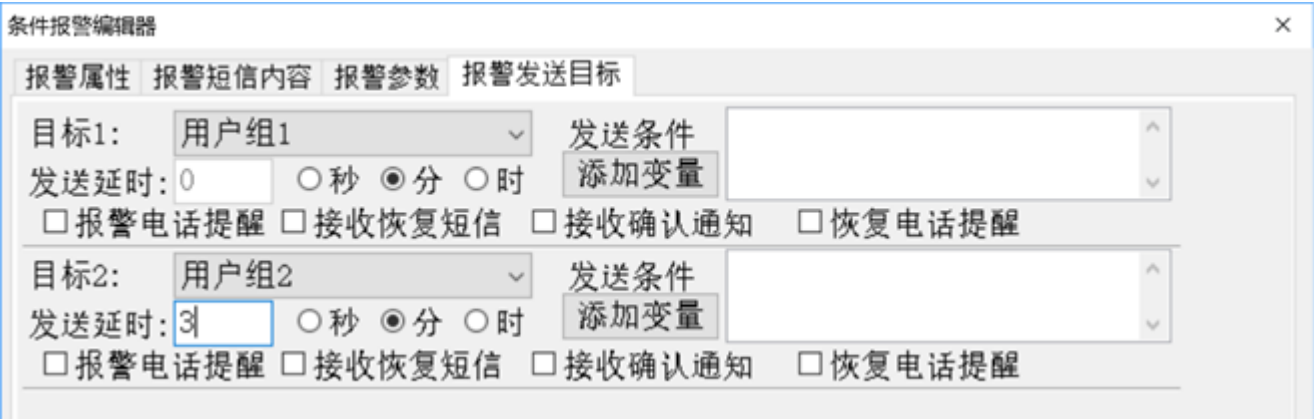 条件报警编辑器
报警属性 报警短信内容 报警参数 报警发送目标
目标1: 用户组1 发送条件
发送延时: 0 秒 分 时 添加变量
报警电话提醒 接收恢复短信 接收确认通知 恢复电话提醒
目标2: 用户组2 发送条件
发送延时: 3 秒 分 时 添加变量
报警电话提醒 接收恢复短信 接收确认通知 恢复电话提醒